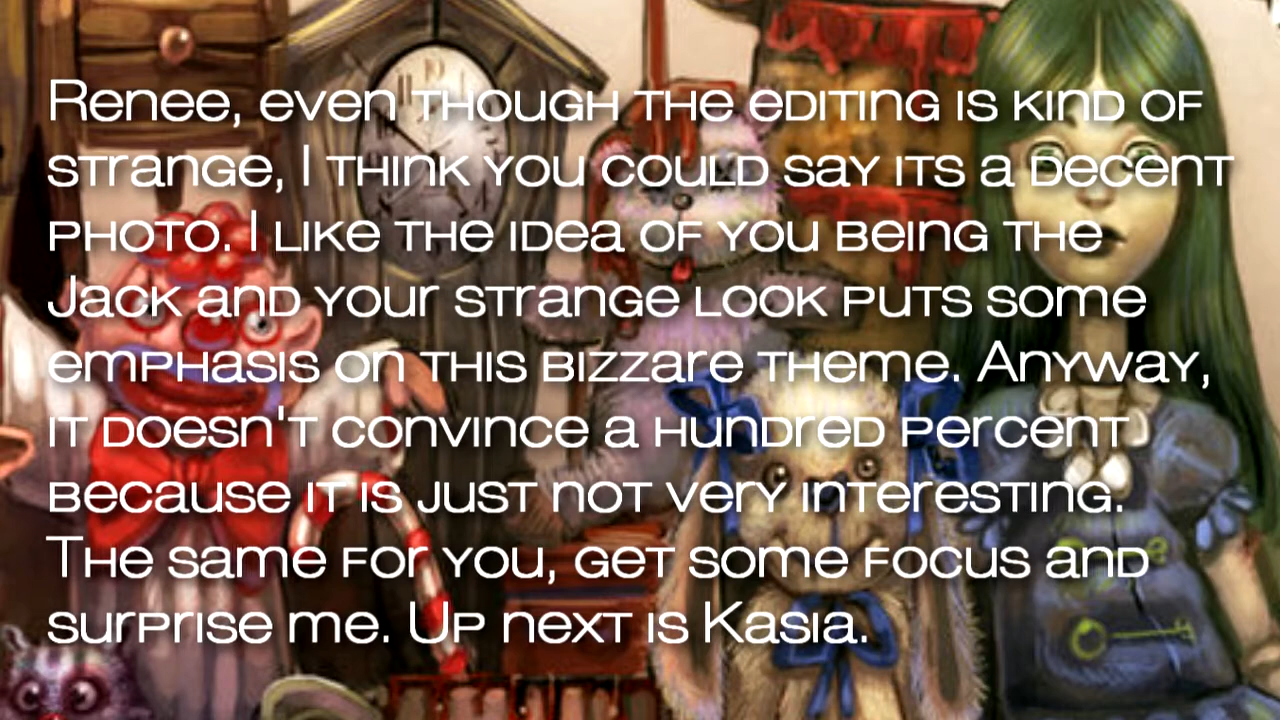 Renee, even though the editing is kind of
strange, I think you could say its a decent
photo. I like the idea of you being the
Jack and your strange look puts some
emphasis on this bizzare theme. Anyway,
it doesn't convince a hundred percent
because it is just not very interesting.
The same for you, get some focus and
surprise me. Up next is Kasia.